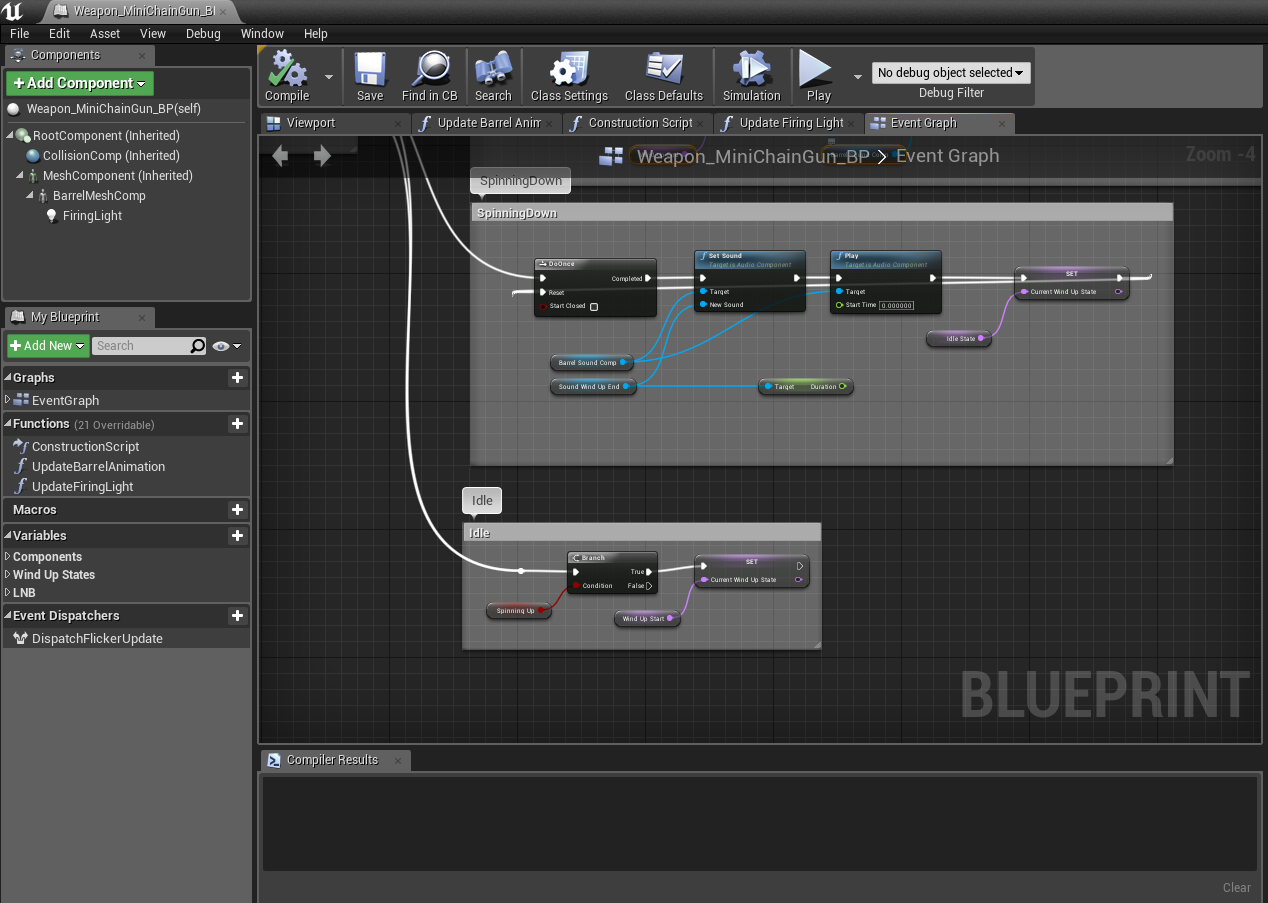 Weapon_MiniChainGun_BI
File Edit Asset View Debug Window Help
Components
+ Add Component
Weapon_MiniChainGun_BP(self)
RootComponent (Inherited)
CollisionComp (Inherited)
MeshComponent (Inherited)
BarrelMeshComp
FiringLight
My Blueprint
+ Add New
Search
Graphs
EventGraph
Functions (21 Overridable)
ConstructionScript
UpdateBarrelAnimation
UpdateFiringLight
Macros
Variables
Components
Wind Up States
LNB
Event Dispatchers
DispatchFlickerUpdate
Compile
Save
Find in CB
Search
Class Settings
Class Defaults
Simulation
Play
No debug object selected
Debug Filter
Viewport
Update Barrel Anim
Construction Script
Update Firing Light
Event Graph
Weapon_MiniChainGun_BP > Event Graph
Zoom -4
SpinningDown
SpinningDown
DoOnce
Completed
Reset
Start Closed
Set Sound
Target is Audio Component
Target
New Sound
Play
Target is Audio Component
Target
Start Time 0.000000
SET
Current Wind Up State
Idle State
Barrel Sound Comp
Sound Wind Up End
Target Duration
Idle
Idle
Branch
True
Condition False
SET
Current Wind Up State
Spinning Up
Wind Up Start
BLUEPRINT
Compiler Results
Clear